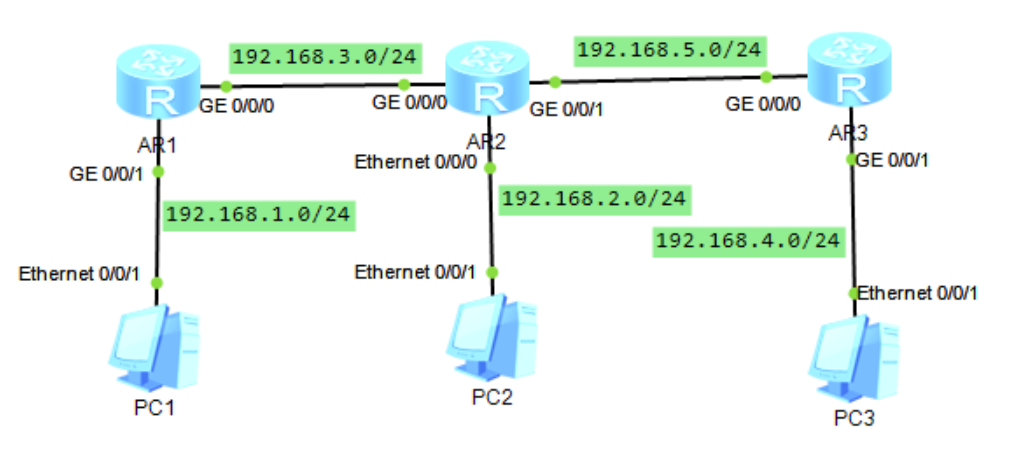 192.168.3.0/24
192.168.5.0/24
R
GE 0/0/0
GE 0/0/0
R
GE 0/0/1
GE 0/0/0
R
AR1
AR2
AR3
GE 0/0/1
Ethernet 0/0/0
GE 0/0/1
192.168.1.0/24
192.168.2.0/24
192.168.4.0/24
Ethernet 0/0/1
Ethernet 0/0/1
Ethernet 0/0/1
PC1
PC2
PC3